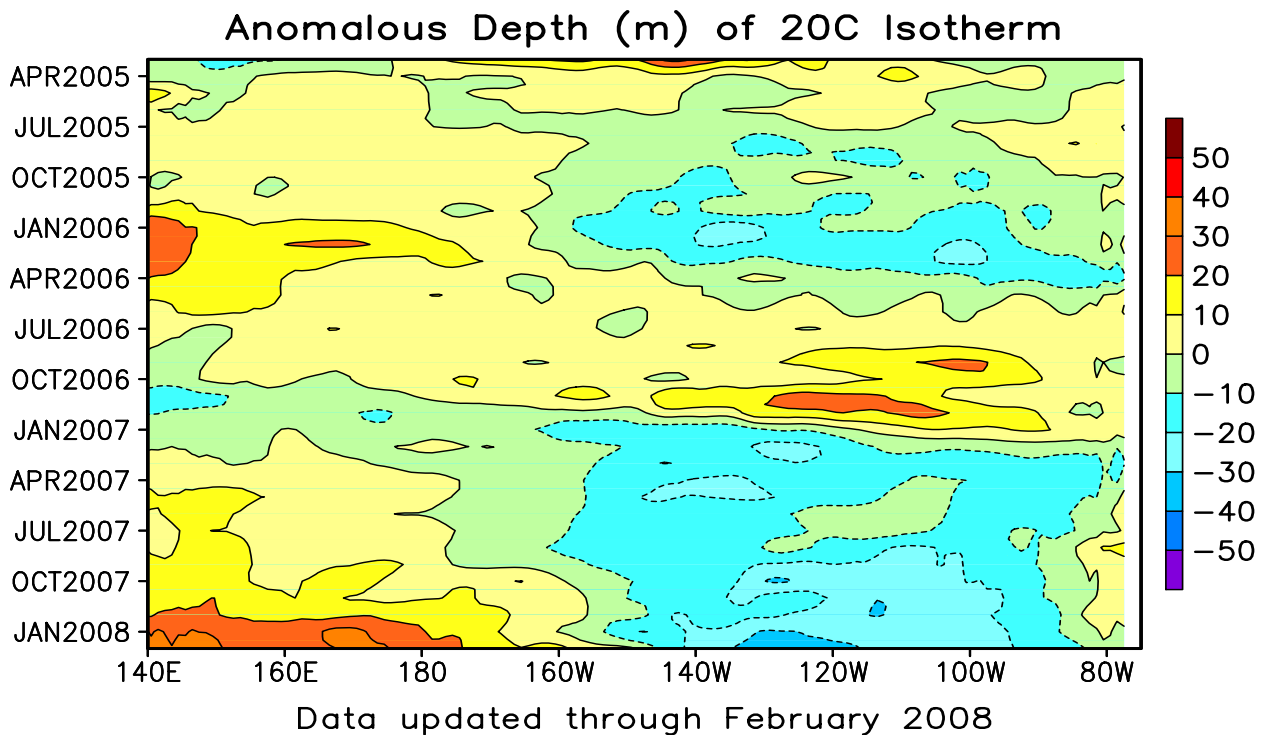 Anomalous Depth (m) of 20C Isotherm
APR2005
JUL2005
OCT2005
JAN2006
APR2006
JUL2006
OCT2006
JAN2007
APR2007
JUL2007
OCT2007
JAN2008
140E 160E 180 160W 140W 120W 100W 80W
50
40
30
20
10
0
−10
−20
−30
−40
−50
Data updated through February 2008